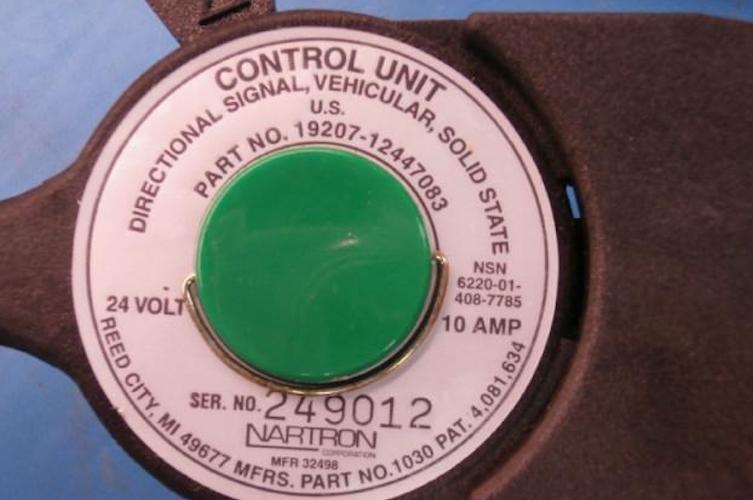 CONTROL UNIT
DIRECTIONAL SIGNAL, VEHICULAR, SOLID STATE
U.S.
PART NO. 19207-12447083
NSN
6220-01-
408-7785
24 VOLT
10 AMP
SER. NO. 249012
NARTRON
CORPORATION
MFR 32498
REED CITY, MI 49677 MFRS. PART NO.1030 PAT. 4,081,634